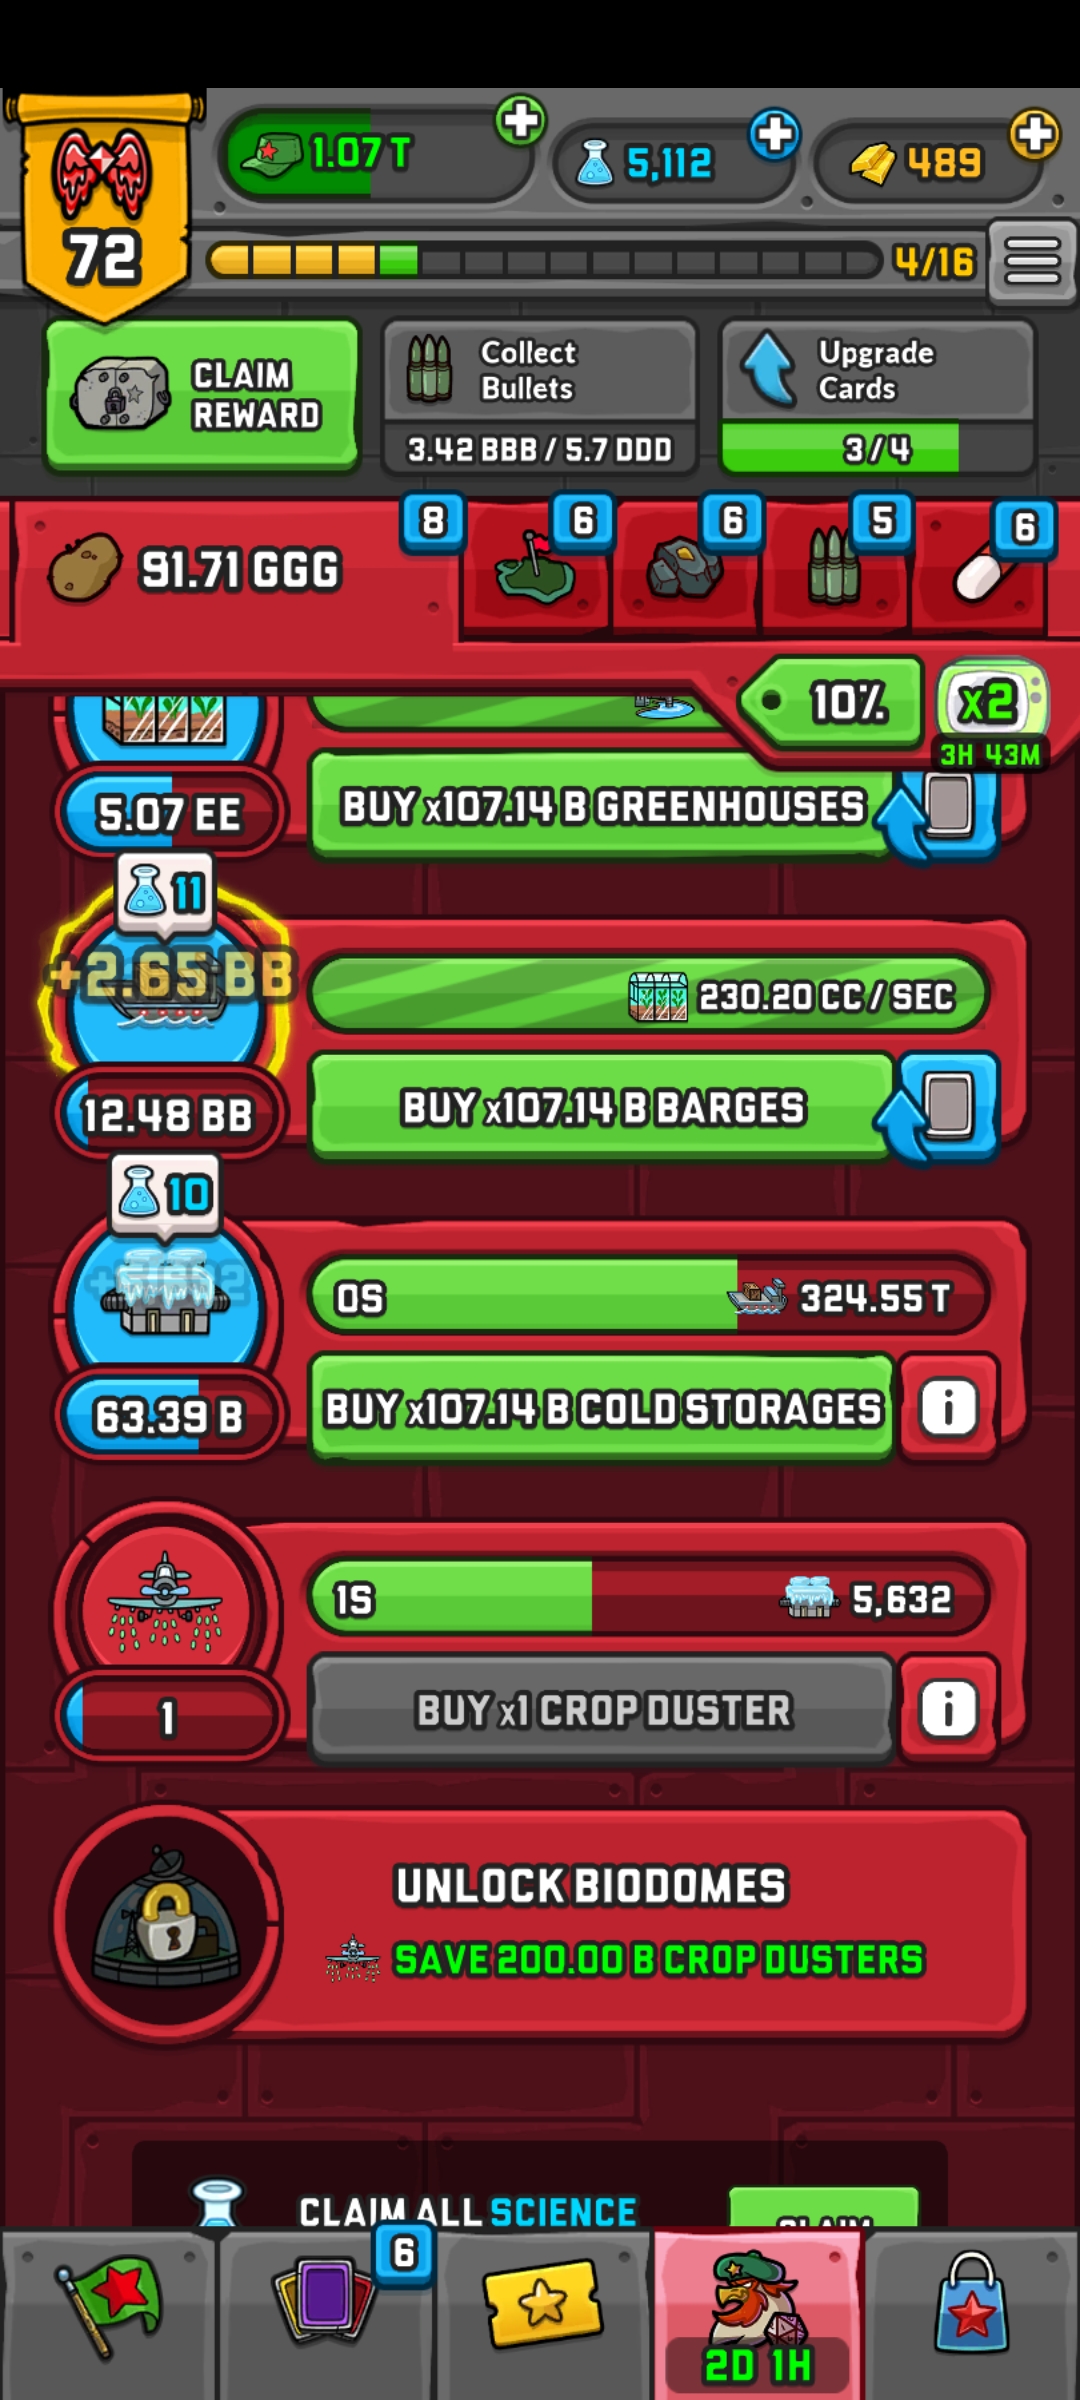 1.07 T
5,112
489
72
4/16
CLAIM
REWARD
Collect
Bullets
3.42 BBB / 5.7 DDD
Upgrade
Cards
3/4
91.71 GGG
8
6
6
5
6
10%
x2
3H 43M
5.07 EE
BUY x107.14 B GREENHOUSES
11
+2.65 BB
230.20 CC / SEC
12.48 BB
BUY x107.14 B BARGES
10
0S
324.55 T
63.39 B
BUY x107.14 B COLD STORAGES
i
1S
5,632
1
BUY x1 CROP DUSTER
i
UNLOCK BIODOMES
SAVE 200.00 B CROP DUSTERS
CLAIM ALL SCIENCE
CLAIM
6
2D 1H